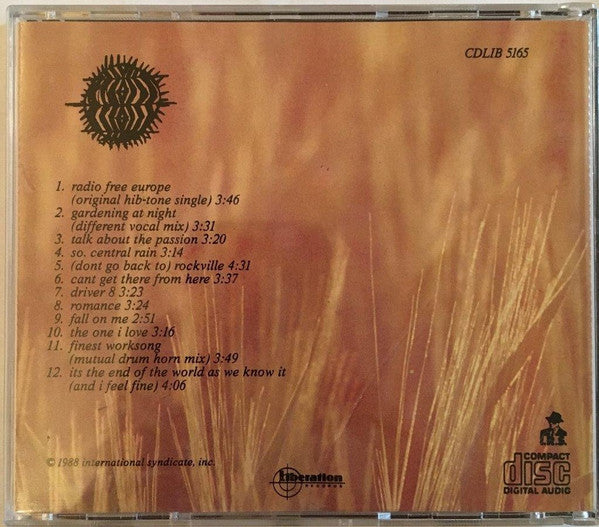 CDLIB 5165
1. radio free europe
(original hib-tone single) 3:46
2. gardening at night
(different vocal mix) 3:31
3. talk about the passion 3:20
4. so. central rain 3:14
5. (dont go back to) rockville 4:31
6. cant get there from here 3:37
7. driver 8 3:23
8. romance 3:24
9. fall on me 2:51
10. the one i love 3:16
11. finest worksong
(mutual drum horn mix) 3:49
12. its the end of the world as we know it
(and i feel fine) 4:06
© 1988 international syndicate, inc.
Liberation
RECORDS
COMPACT
disc
DIGITAL AUDIO